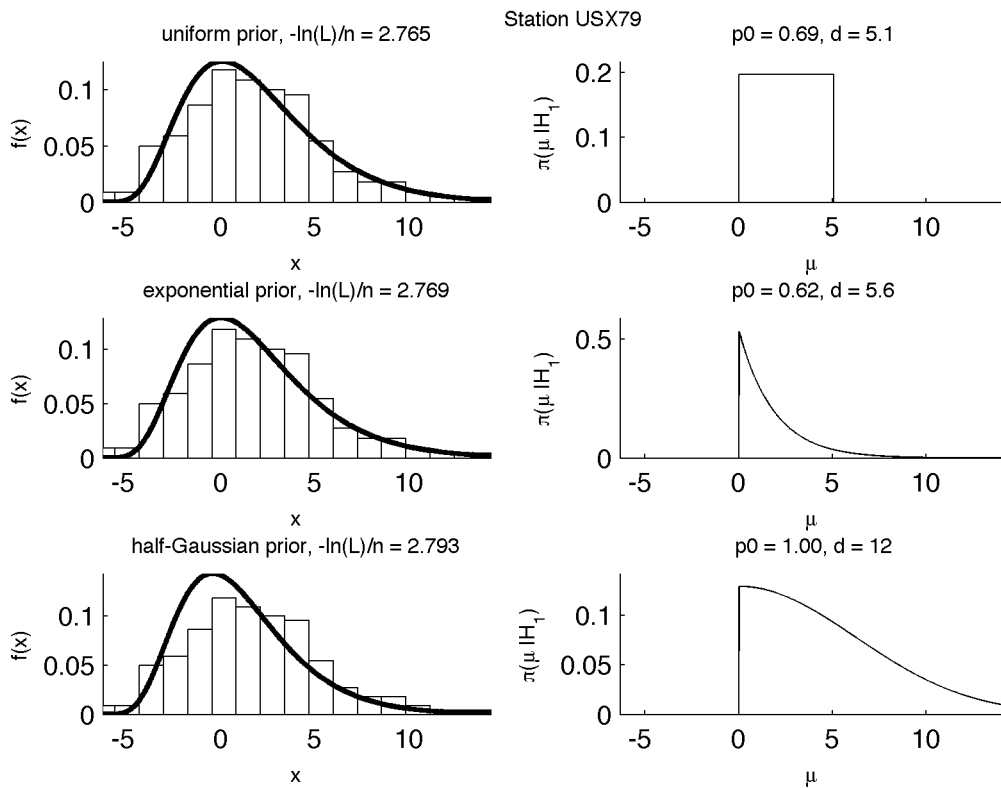 Station USX79
uniform prior, -ln(L)/n = 2.765
0.1
0.05
0
f(x)
-5 0 5 10
x
p0 = 0.69, d = 5.1
0.2
0.1
0
π(μ |H₁)
-5 0 5 10
μ
exponential prior, -ln(L)/n = 2.769
0.1
0.05
0
f(x)
-5 0 5 10
x
p0 = 0.62, d = 5.6
0.5
0
π(μ |H₁)
-5 0 5 10
μ
half-Gaussian prior, -ln(L)/n = 2.793
0.1
0.05
0
f(x)
-5 0 5 10
x
p0 = 1.00, d = 12
0.1
0.05
0
π(μ |H₁)
-5 0 5 10
μ